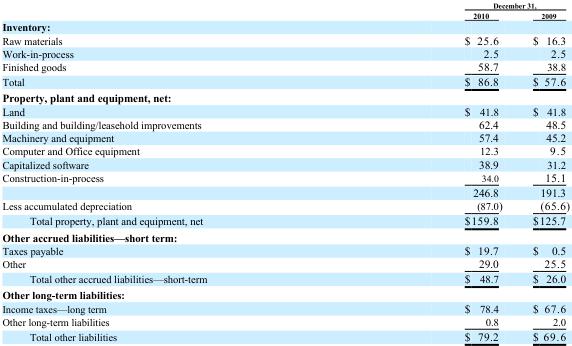 December 31,
2010 2009
Inventory:
Raw materials $ 25.6 $ 16.3
Work-in-process 2.5 2.5
Finished goods 58.7 38.8
Total $ 86.8 $ 57.6
Property, plant and equipment, net:
Land $ 41.8 $ 41.8
Building and building/leasehold improvements 62.4 48.5
Machinery and equipment 57.4 45.2
Computer and Office equipment 12.3 9.5
Capitalized software 38.9 31.2
Construction-in-process 34.0 15.1
246.8 191.3
Less accumulated depreciation (87.0) (65.6)
Total property, plant and equipment, net $159.8 $125.7
Other accrued liabilities—short term:
Taxes payable $ 19.7 $ 0.5
Other 29.0 25.5
Total other accrued liabilities—short-term $ 48.7 $ 26.0
Other long-term liabilities:
Income taxes—long term $ 78.4 $ 67.6
Other long-term liabilities 0.8 2.0
Total other liabilities $ 79.2 $ 69.6